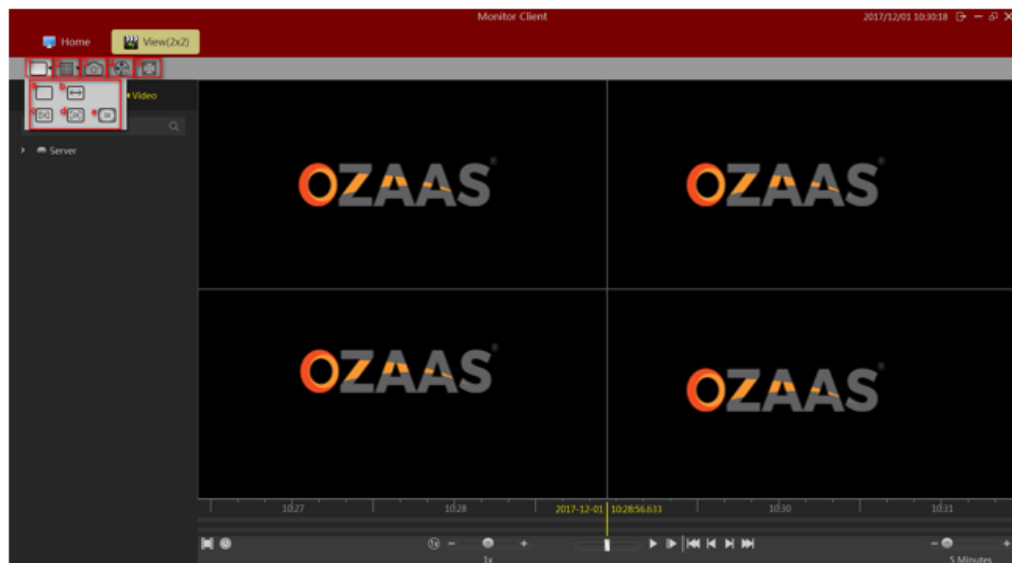 Monitor Client
2017/12/01 10:30:18
Home
View(2x2)
a b
Video
c d e
Server
OZAAS®
OZAAS®
OZAAS®
OZAAS®
10:27 10:28 2017-12-01 10:28:56.633 10:30 10:31
1x
1x
5 Minutes